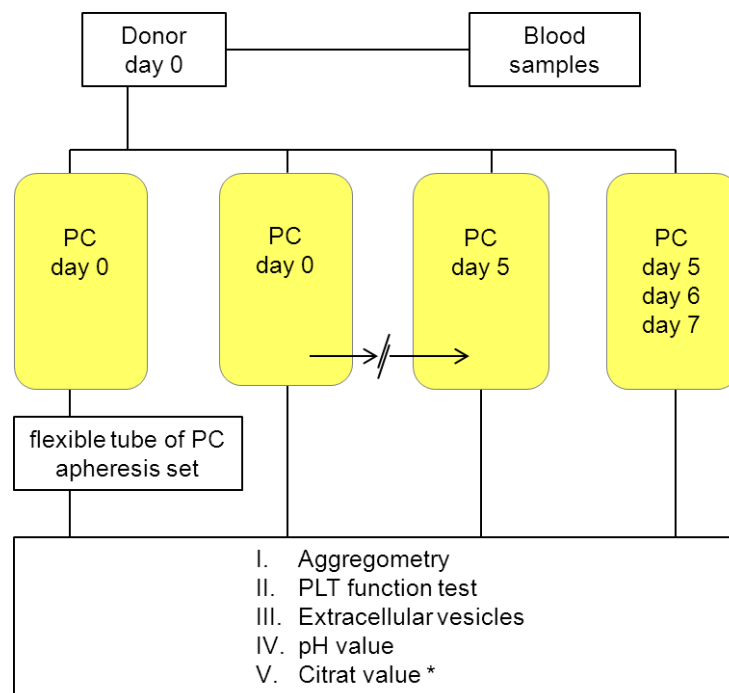 Donor
day 0
Blood
samples
PC
day 0
PC
day 0
PC
day 5
PC
day 5
day 6
day 7
flexible tube of PC
apheresis set
I. Aggregometry
II. PLT function test
III. Extracellular vesicles
IV. pH value
V. Citrat value *